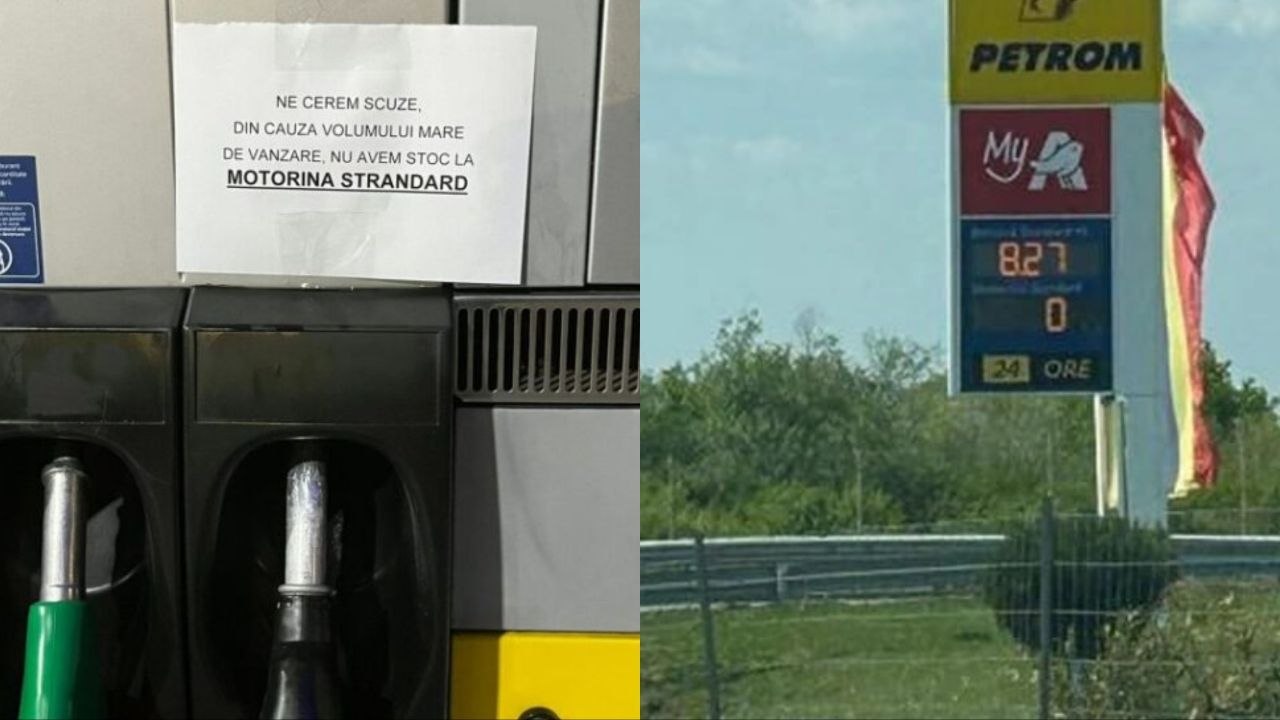 NE CEREM SCUZE,
DIN CAUZA VOLUMULUI MARE
DE VANZARE, NU AVEM STOC LA
MOTORINA STRANDARD
PETROM
My A
8.27
0
24 ORE